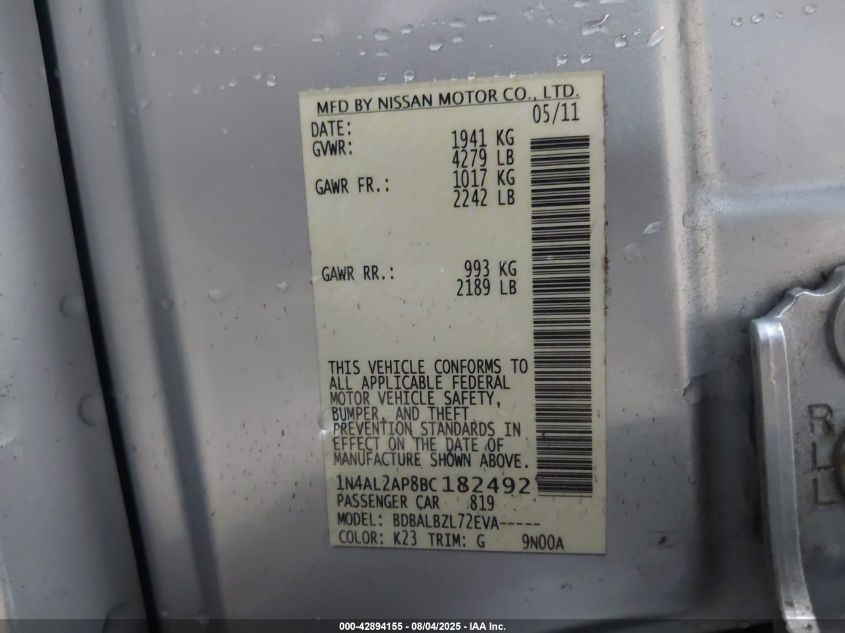 MFD BY NISSAN MOTOR CO., LTD.
DATE: 05/11
GVWR: 1941 KG
4279 LB
GAWR FR.: 1017 KG
2242 LB
GAWR RR.: 993 KG
2189 LB
THIS VEHICLE CONFORMS TO
ALL APPLICABLE FEDERAL
MOTOR VEHICLE SAFETY,
BUMPER, AND THEFT
PREVENTION STANDARDS IN
EFFECT ON THE DATE OF
MANUFACTURE SHOWN ABOVE.
1N4AL2AP8BC182492
PASSENGER CAR 819
MODEL: BDBALBZL72EVA-----
COLOR: K23 TRIM: G 9N00A
R
L
L
000-42894155 - 08/04/2025 - IAA Inc.